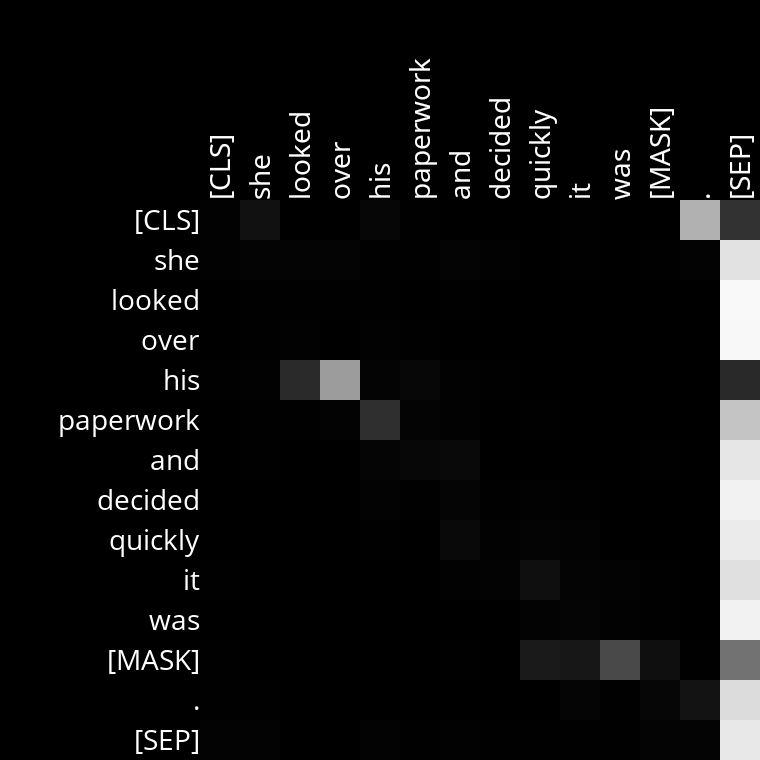 [CLS] she looked over his paperwork and decided quickly it was [MASK] . [SEP]
[CLS]
she
looked
over
his
paperwork
and
decided
quickly
it
was
[MASK]
.
[SEP]